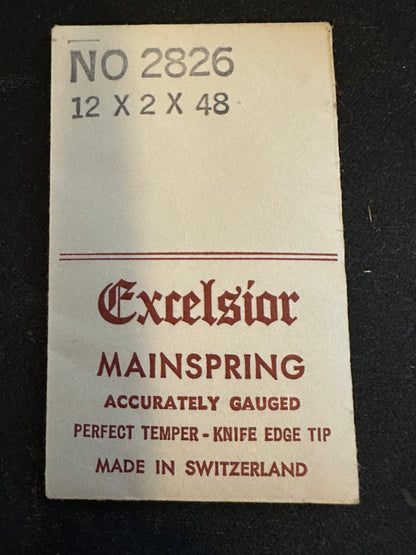 NO 2826
12 X 2 X 48
Excelsior
MAINSPRING
ACCURATELY GAUGED
PERFECT TEMPER - KNIFE EDGE TIP
MADE IN SWITZERLAND